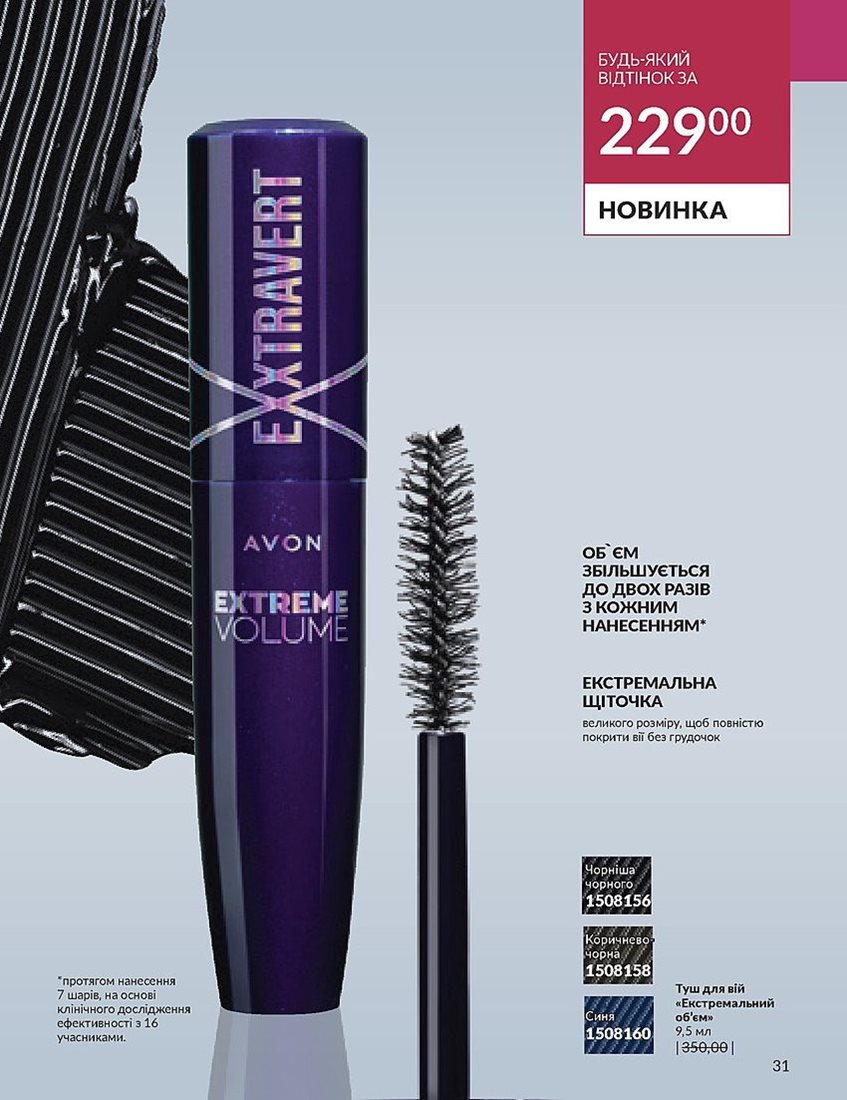 БУДЬ-ЯКИЙ
ВІДТІНОК ЗА
229⁰⁰
НОВИНКА
EXXTRAVERT
AVON
EXTREME
VOLUME
ОБ`ЄМ
ЗБІЛЬШУЄТЬСЯ
ДО ДВОХ РАЗІВ
З КОЖНИМ
НАНЕСЕННЯМ*
ЕКСТРЕМАЛЬНА
ЩІТОЧКА
великого розміру, щоб повністю
покрити вії без грудочок
Чорніша
чорного
1508156
Коричнево-
чорна
1508158
Синя
1508160
Туш для вій
«Екстремальний
об'єм»
9,5 мл
|350,00|
*протягом нанесення
7 шарів, на основі
клінічного дослідження
ефективності з 16
учасниками.
31